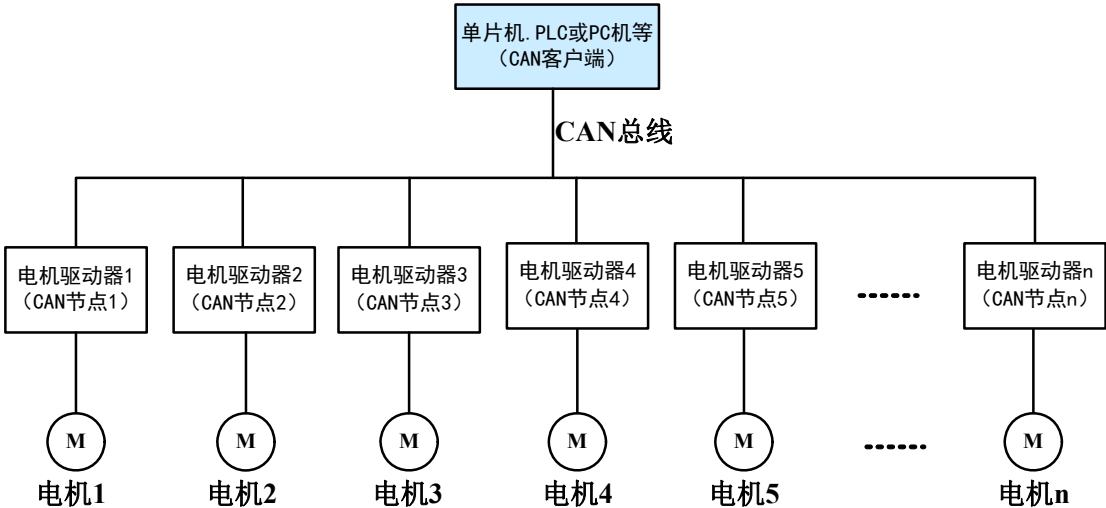 单片机.PLC或PC机等
（CAN客户端）
CAN总线
电机驱动器1
（CAN节点1）
电机驱动器2
（CAN节点2）
电机驱动器3
（CAN节点3）
电机驱动器4
（CAN节点4）
电机驱动器5
（CAN节点5）
电机驱动器n
（CAN节点n）
M
M
M
M
M
M
电机1
电机2
电机3
电机4
电机5
电机n